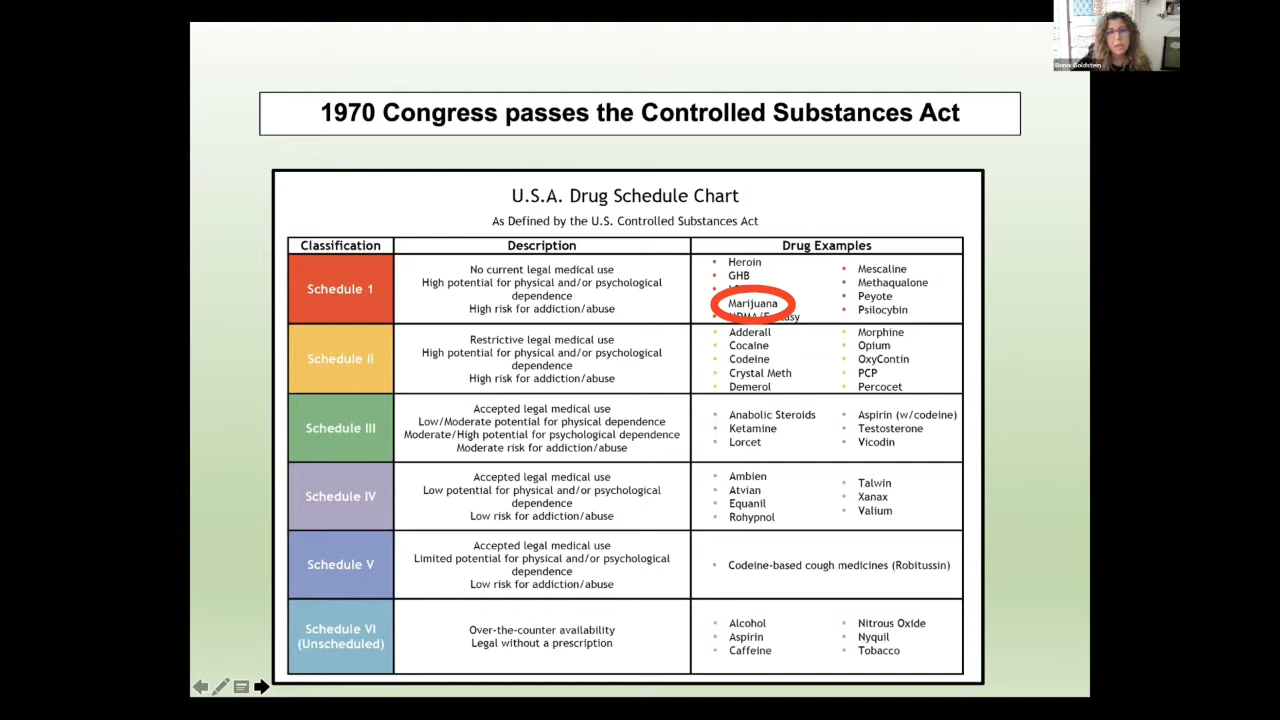 Bonni Goldstein
1970 Congress passes the Controlled Substances Act
U.S.A. Drug Schedule Chart
As Defined by the U.S. Controlled Substances Act
Classification Description Drug Examples
Schedule 1
No current legal medical use
High potential for physical and/or psychological
dependence
High risk for addiction/abuse
Heroin
GHB
Marijuana
Mescaline
Methaqualone
Peyote
Psilocybin
Schedule II
Restrictive legal medical use
High potential for physical and/or psychological
dependence
High risk for addiction/abuse
Adderall
Cocaine
Codeine
Crystal Meth
Demerol
Morphine
Opium
OxyContin
PCP
Percocet
Schedule III
Accepted legal medical use
Low/Moderate potential for physical dependence
Moderate/High potential for psychological dependence
Moderate risk for addiction/abuse
Anabolic Steroids
Ketamine
Lorcet
Aspirin (w/codeine)
Testosterone
Vicodin
Schedule IV
Accepted legal medical use
Low potential for physical and/or psychological
dependence
Low risk for addiction/abuse
Ambien
Atvian
Equanil
Rohypnol
Talwin
Xanax
Valium
Schedule V
Accepted legal medical use
Limited potential for physical and/or psychological
dependence
Low risk for addiction/abuse
Codeine-based cough medicines (Robitussin)
Schedule VI
(Unscheduled)
Over-the-counter availability
Legal without a prescription
Alcohol
Aspirin
Caffeine
Nitrous Oxide
Nyquil
Tobacco